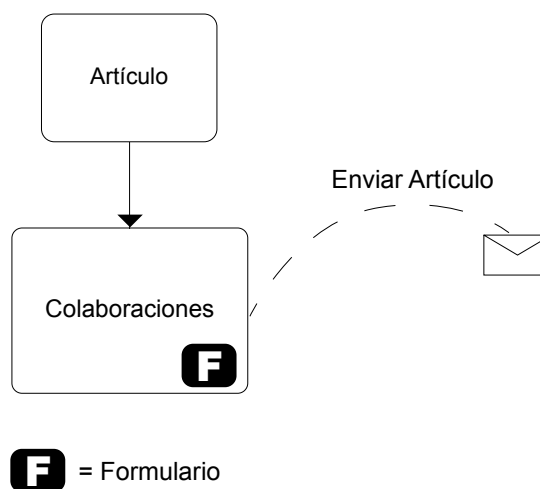 Artículo
Enviar Artículo
Colaboraciones
F
F = Formulario